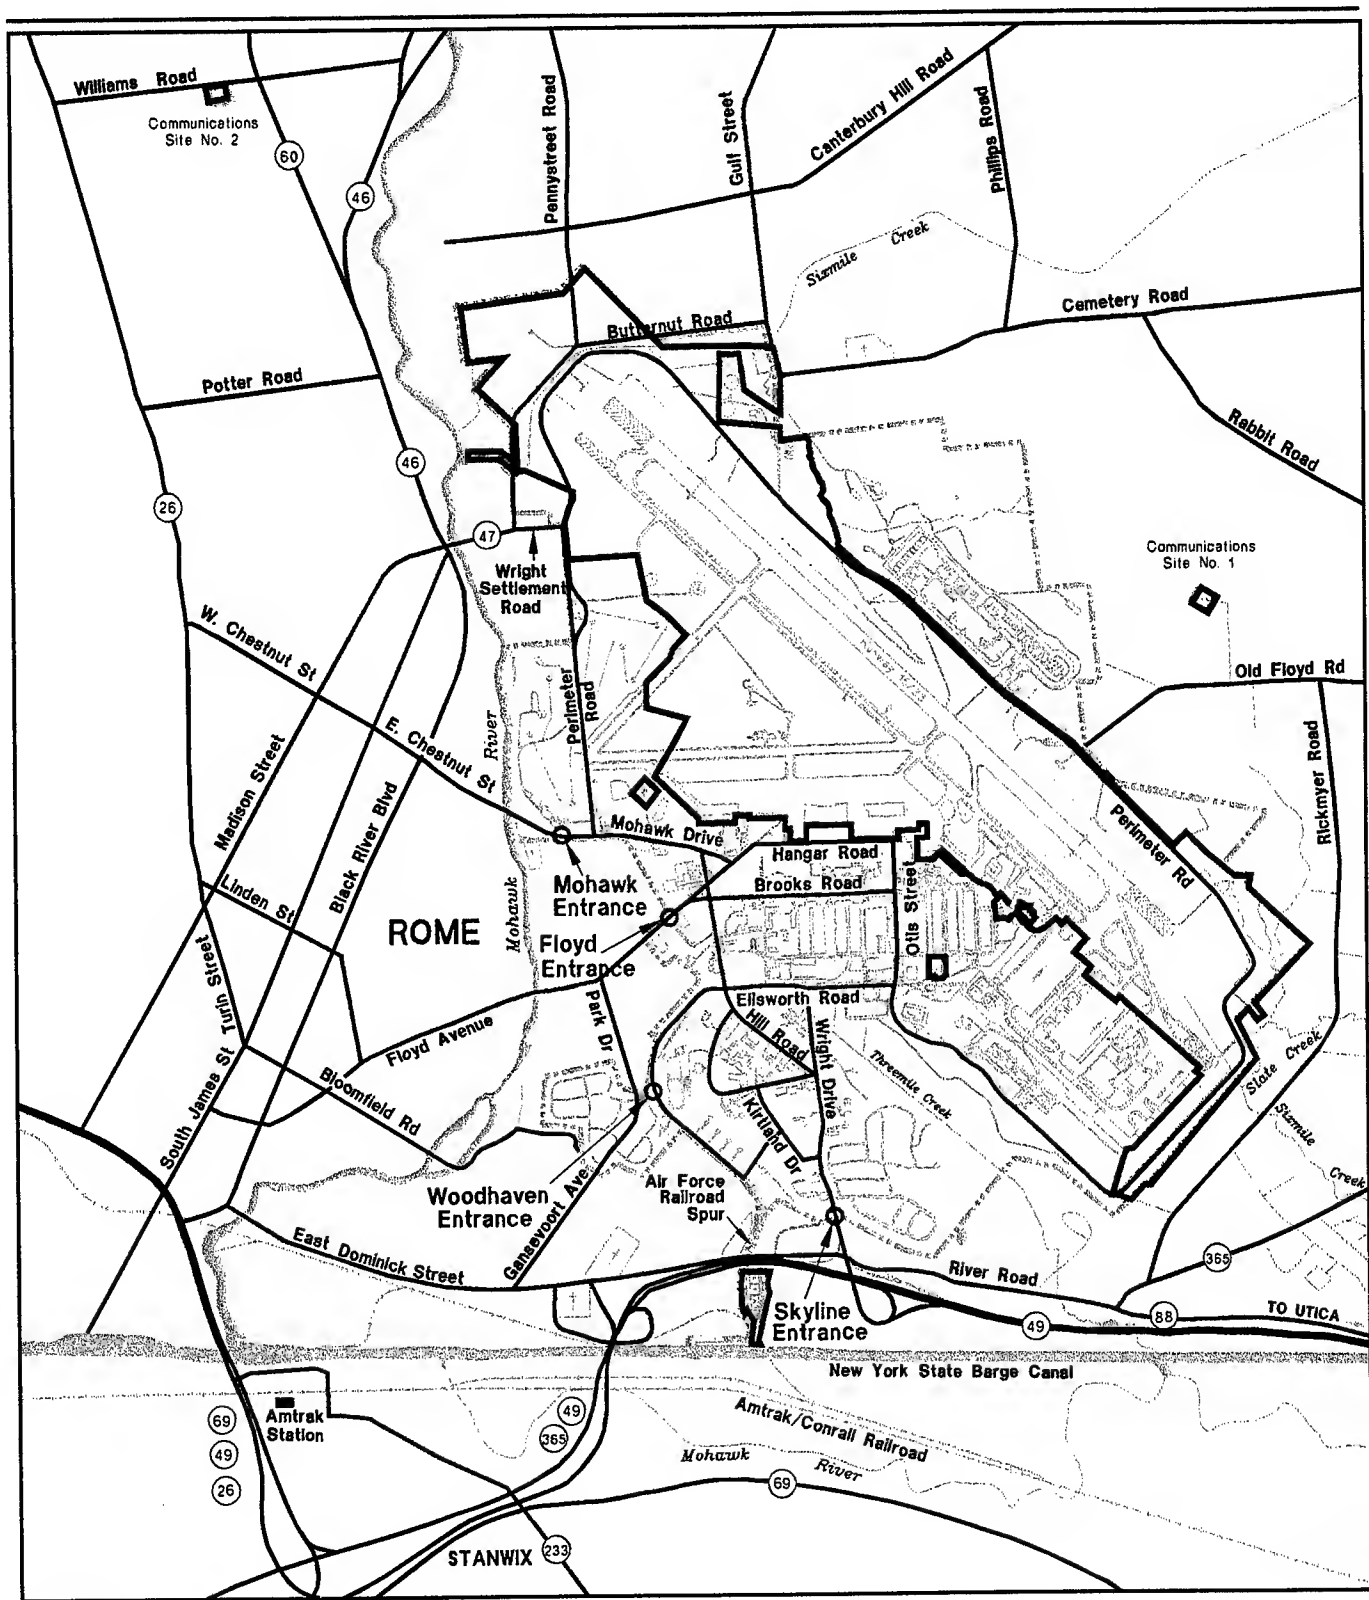 Williams Road
Communications
Site No. 2
60
46
Pennystreet Road
Gulf Street
Canterbury Hill Road
Phillips Road
Sixmile Creek
Cemetery Road
Butternut Road
Potter Road
Rabbit Road
46
26
47
Wright
Settlement
Road
Communications
Site No. 1
W. Chestnut St
E. Chestnut St
Old Floyd Rd
Rickmyer Road
Perimeter
Road
River
Mohawk
Madison Street
Black River Blvd
Mohawk Drive
Hangar Road
Brooks Road
Perimeter Rd
Otis Street
Linden St
Mohawk
Entrance
ROME
Mohawk
Floyd
Entrance
Turin Street
Ellsworth Road
Park Dr
Hill Road
Wright Drive
Floyd Avenue
Threemile Creek
Slate Creek
Bloomfield Rd
South James St
Kirtland Dr
Sixmile
Creek
Air Force
Railroad
Spur
Woodhaven
Entrance
Gansevoort Ave
East Dominick Street
River Road
365
Skyline
Entrance
49
88
TO UTICA
New York State Barge Canal
Amtrak
Station
69
49
26
49
365
Amtrak/Conrail Railroad
Mohawk River
69
STANWIX
233